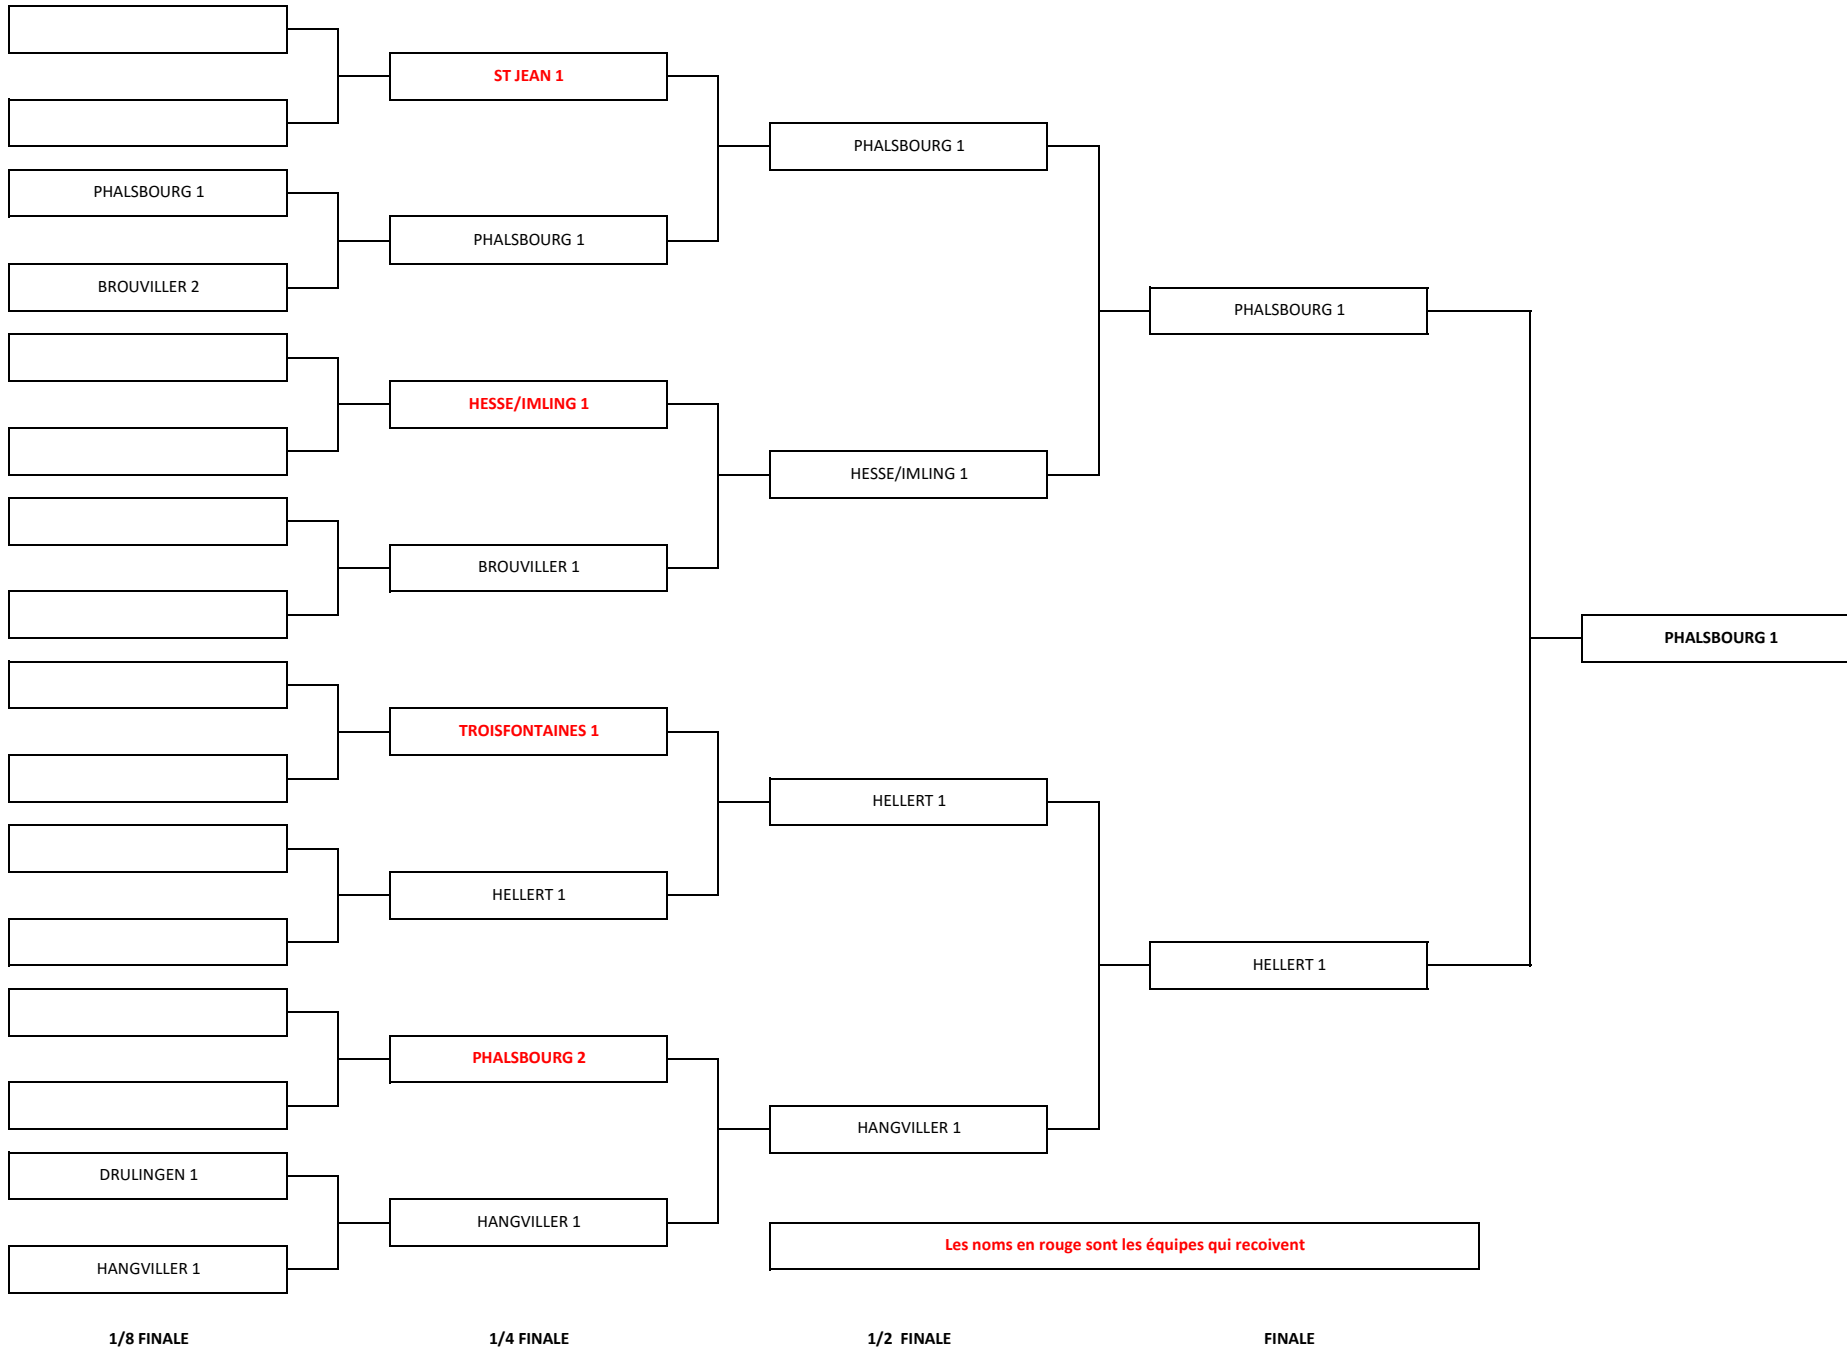 ST JEAN 1
PHALSBOURG 1
PHALSBOURG 1
PHALSBOURG 1
BROUVILLER 2
PHALSBOURG 1
HESSE/IMLING 1
HESSE/IMLING 1
BROUVILLER 1
PHALSBOURG 1
TROISFONTAINES 1
HELLERT 1
HELLERT 1
HELLERT 1
PHALSBOURG 2
HANGVILLER 1
DRULINGEN 1
HANGVILLER 1
Les noms en rouge sont les équipes qui recoivent
HANGVILLER 1
1/8 FINALE
1/4 FINALE
1/2 FINALE
FINALE